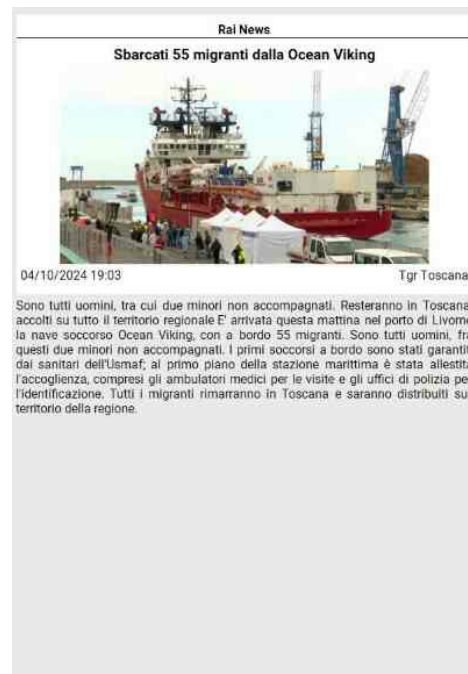 Rai News
Sbarcati 55 migranti dalla Ocean Viking
04/10/2024 19:03
Tgr Toscana
Sono tutti uomini, tra cui due minori non accompagnati. Resteranno in Toscana
accolti su tutto il territorio regionale E' arrivata questa mattina nel porto di Livorno
la nave soccorso Ocean Viking, con a bordo 55 migranti. Sono tutti uomini, fra
questi due minori non accompagnati. I primi soccorsi a bordo sono stati garantiti
dai sanitari dell'Usmaf; al primo piano della stazione marittima è stata allestita
l'accoglienza, compresi gli ambulatori medici per le visite e gli uffici di polizia pe
l'identificazione. Tutti i migranti rimarranno in Toscana e saranno distribuiti su
territorio della regione.